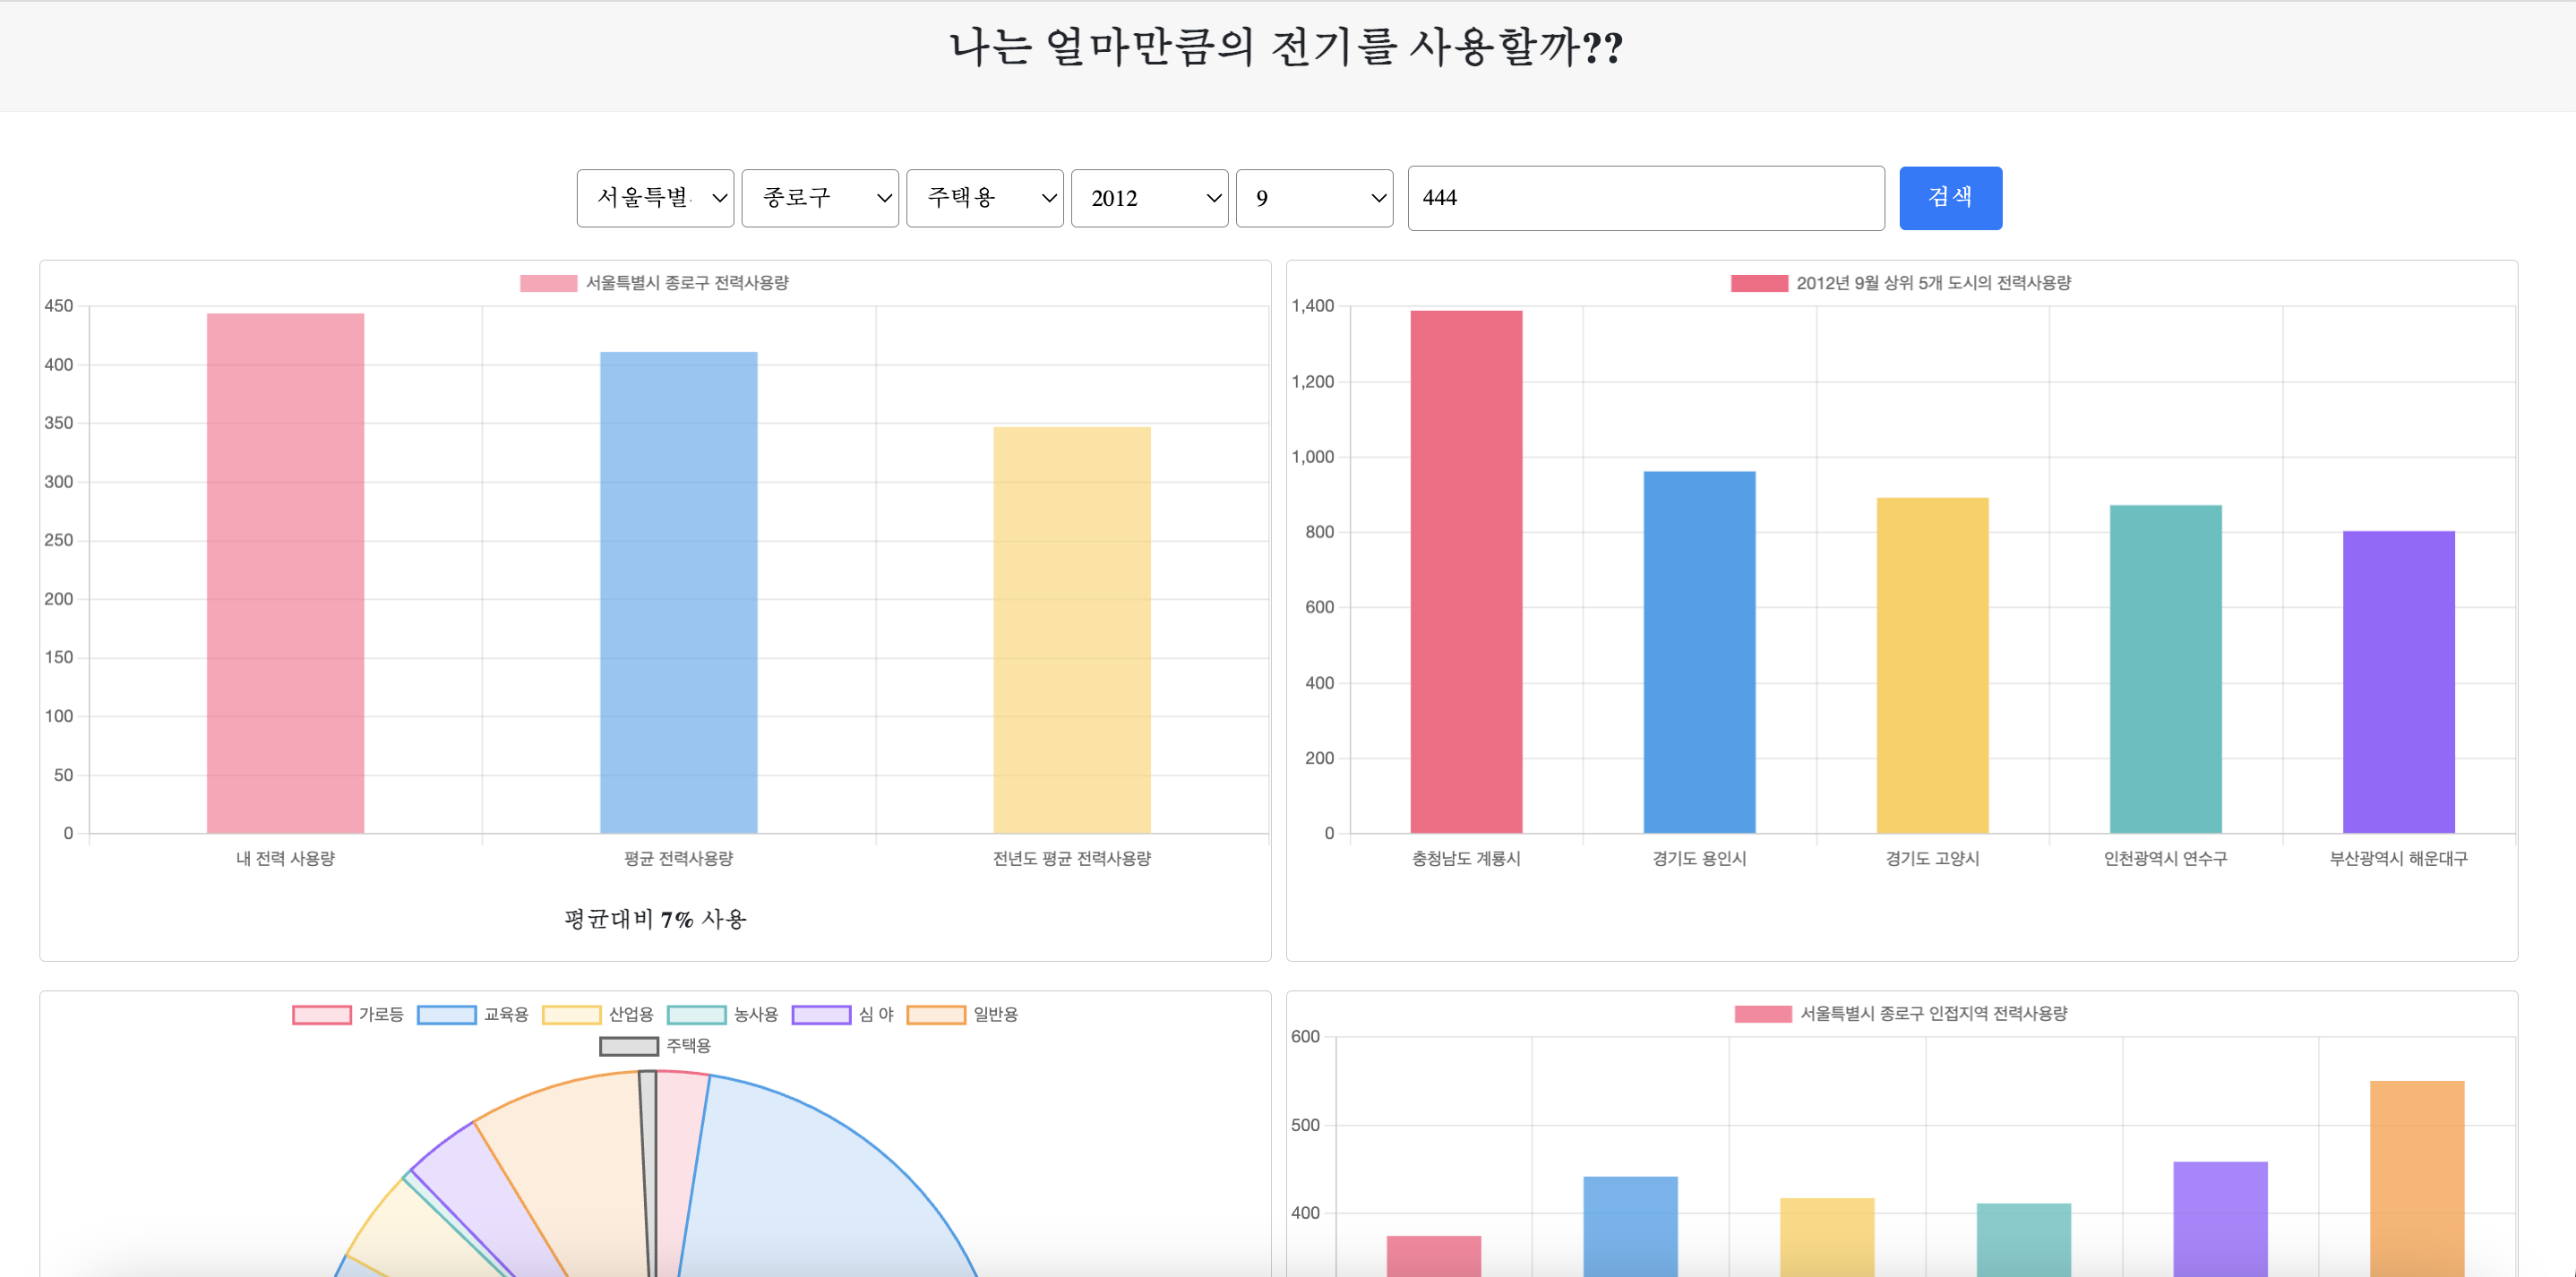 나는 얼마만큼의 전기를 사용할까??
서울특별 종로구 주택용 2012 9 444 검색
서울특별시 종로구 전력사용량
450
400
350
300
250
200
150
100
50
0
내 전력 사용량 평균 전력사용량 전년도 평균 전력사용량
평균대비 7% 사용
2012년 9월 상위 5개 도시의 전력사용량
1,400
1,200
1,000
800
600
400
200
0
충청남도 계룡시 경기도 용인시 경기도 고양시 인천광역시 연수구 부산광역시 해운대구
가로등 교육용 산업용 농사용 심 야 일반용
주택용
서울특별시 종로구 인접지역 전력사용량
600
500
400